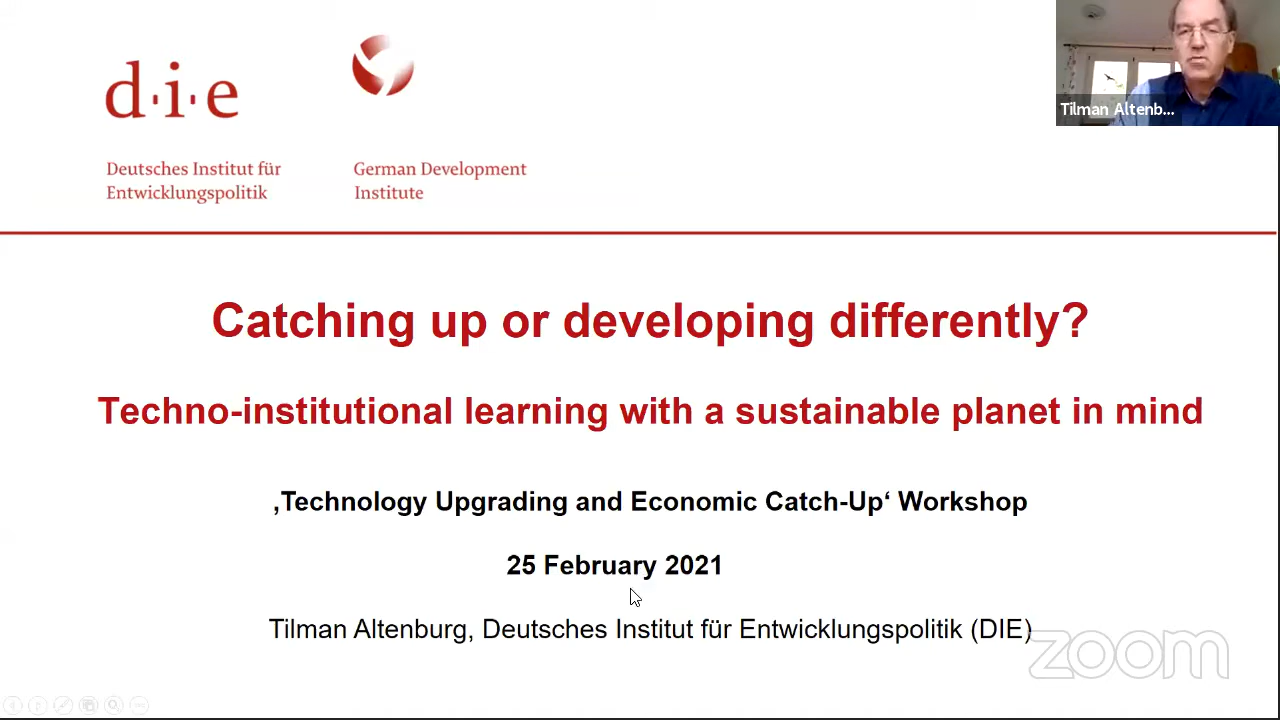 d·i·e
Deutsches Institut für
Entwicklungspolitik
German Development
Institute
Tilman Altenb...
Catching up or developing differently?
Techno-institutional learning with a sustainable planet in mind
‚Technology Upgrading and Economic Catch-Up‘ Workshop
25 February 2021
Tilman Altenburg, Deutsches Institut für Entwicklungspolitik (DIE)
zoom